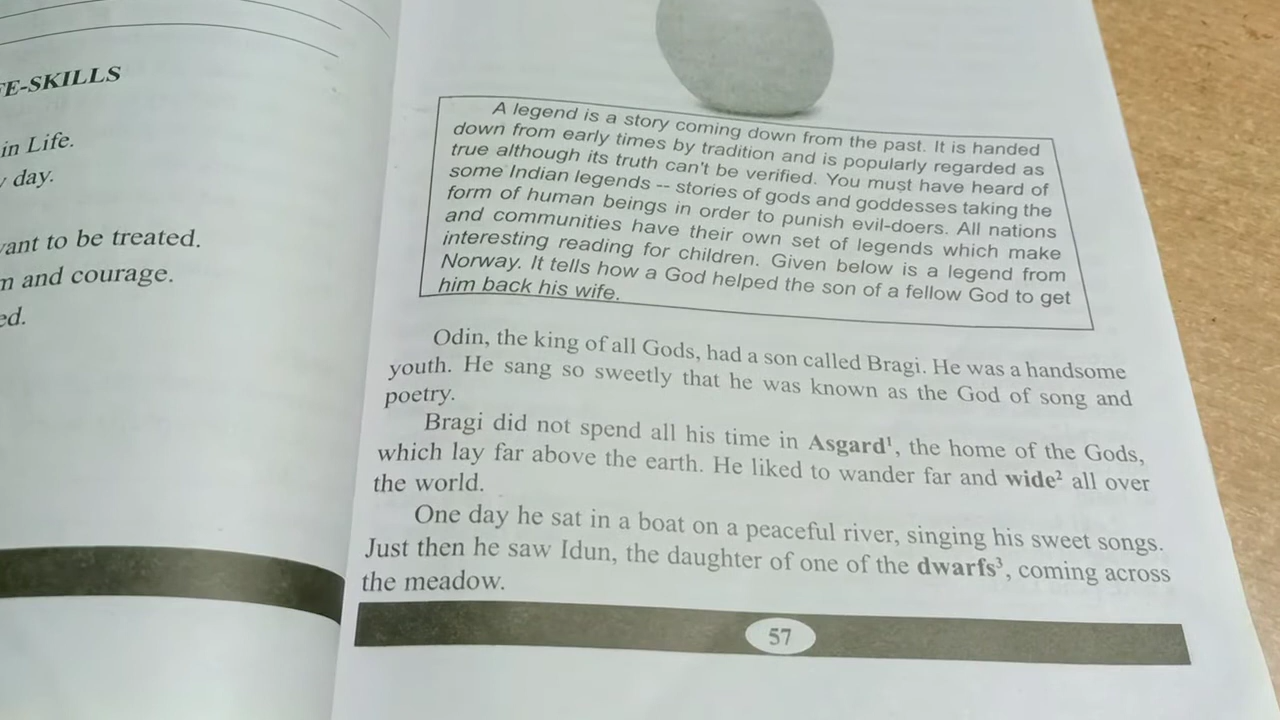 FE-SKILLS
in Life.
day.
want to be treated.
and courage.
A legend is a story coming down from the past. It is handed
down from early times by tradition and is popularly regarded as
true although its truth can't be verified. You must have heard of
some Indian legends -- stories of gods and goddesses taking the
form of human beings in order to punish evil-doers. All nations
and communities have their own set of legends which make
interesting reading for children. Given below is a legend from
Norway. It tells how a God helped the son of a fellow God to get
him back his wife.
Odin, the king of all Gods, had a son called Bragi. He was a handsome
youth. He sang so sweetly that he was known as the God of song and
poetry.
Bragi did not spend all his time in Asgard¹, the home of the Gods,
which lay far above the earth. He liked to wander far and wide² all over
the world.
One day he sat in a boat on a peaceful river, singing his sweet songs.
Just then he saw Idun, the daughter of one of the dwarfs³, coming across
the meadow.
57